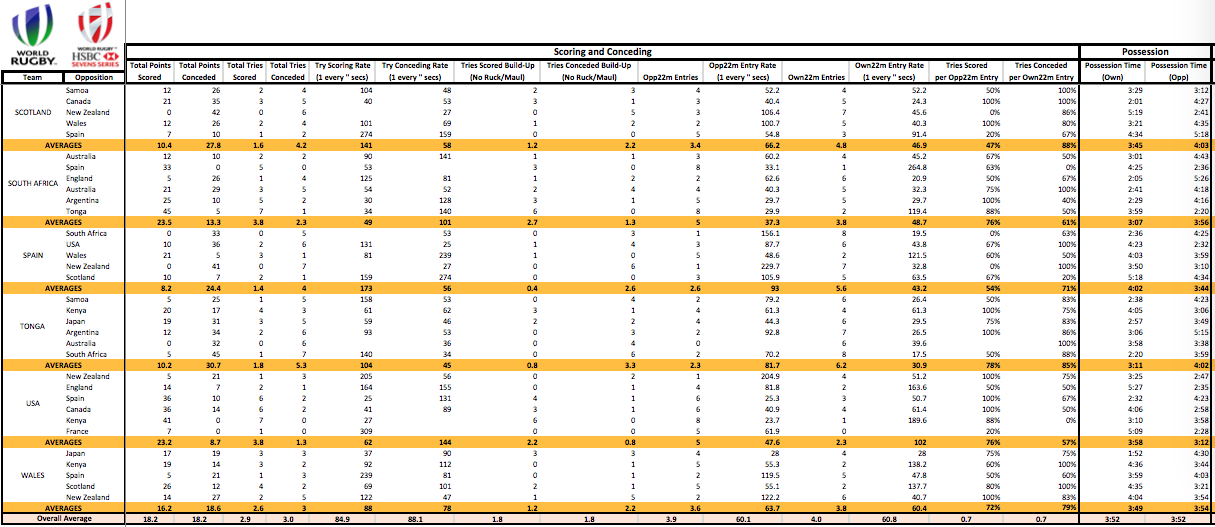 WORLD RUGBY.
WORLD RUGBY™ HSBC SEVENS SERIES
Scoring and Conceding Possession
Total Points Total Points Total Tries Total Tries Try Scoring Rate Try Conceding Rate Tries Scored Build-Up Tries Conceded Build-Up Opp22m Entry Rate Own22m Entry Rate Tries Scored Tries Conceded Possession Time Possession Time
Team Opposition Scored Conceded Scored Conceded (1 every " secs) (1 every " secs) (No Ruck/Maul) (No Ruck/Maul) Opp22m Entries (1 every " secs) Own22m Entries (1 every " secs) per Opp22m Entry per Own22m Entry (Own) (Opp)
Samoa 12 26 2 4 104 48 2 3 4 52.2 4 52.2 50% 100% 3:29 3:12
Canada 21 35 3 5 40 53 3 1 3 40.4 5 24.3 100% 100% 2:01 4:27
SCOTLAND New Zealand 0 42 0 6 27 0 5 3 106.4 7 45.6 0% 86% 5:19 2:41
Wales 12 26 2 4 101 69 1 2 2 100.7 5 40.3 100% 80% 3:21 4:35
Spain 7 10 1 2 274 159 0 0 5 54.8 3 91.4 20% 67% 4:34 5:18
AVERAGES 10.4 27.8 1.6 4.2 141 58 1.2 2.2 3.4 66.2 4.8 46.9 47% 88% 3:45 4:03
Australia 12 10 2 2 90 141 1 1 3 60.2 4 45.2 67% 50% 3:01 4:43
Spain 33 0 5 0 53 3 0 8 33.1 1 264.8 63% 0% 4:25 2:36
SOUTH AFRICA England 5 26 1 4 125 81 1 2 2 62.6 6 20.9 50% 67% 2:05 5:26
Australia 21 29 3 5 54 52 2 4 4 40.3 5 32.3 75% 100% 2:41 4:18
Argentina 25 10 5 2 30 128 3 1 5 29.7 5 29.7 100% 40% 2:29 4:16
Tonga 45 5 7 1 34 140 6 0 8 29.9 2 119.4 88% 50% 3:59 2:20
AVERAGES 23.5 13.3 3.8 2.3 49 101 2.7 1.3 5 37.3 3.8 48.7 76% 61% 3:07 3:56
South Africa 0 33 0 5 53 0 3 1 156.1 8 19.5 0% 63% 2:36 4:25
USA 10 36 2 6 131 25 1 4 3 87.7 6 43.8 67% 100% 4:23 2:32
SPAIN Wales 21 5 3 1 81 239 1 0 5 48.6 2 121.5 60% 50% 4:03 3:59
New Zealand 0 41 0 7 27 0 6 1 229.7 7 32.8 0% 100% 3:50 3:10
Scotland 10 7 2 1 159 274 0 0 3 105.9 5 63.5 67% 20% 5:18 4:34
AVERAGES 8.2 24.4 1.4 4 173 56 0.4 2.6 2.6 93 5.6 43.2 54% 71% 4:02 3:44
Samoa 5 25 1 5 158 53 0 4 2 79.2 6 26.4 50% 83% 2:38 4:23
Kenya 20 17 4 3 61 62 3 2 4 61.3 4 61.3 100% 75% 4:05 3:06
TONGA Japan 19 31 3 5 59 46 2 2 4 44.3 6 29.5 75% 83% 2:57 3:49
Argentina 12 34 2 6 93 53 0 4 2 92.8 7 26.5 100% 86% 3:06 5:15
Australia 0 32 0 6 36 0 4 0 6 39.6 100% 3:58 3:38
South Africa 5 45 1 7 140 34 0 6 2 70.2 8 17.5 50% 88% 2:20 3:59
AVERAGES 10.2 30.7 1.8 5.3 104 45 0.8 3.3 2.3 81.7 6.2 30.9 78% 85% 3:11 4:02
New Zealand 5 21 1 3 205 56 0 2 1 204.9 4 51.2 100% 75% 3:25 2:47
England 14 7 2 1 164 155 0 1 4 81.8 2 163.6 50% 50% 5:27 2:35
USA Spain 36 10 6 2 25 131 4 1 6 25.3 3 50.7 100% 67% 2:32 4:23
Canada 36 14 6 2 41 89 3 1 6 40.9 4 61.4 100% 50% 4:06 2:58
Kenya 41 0 7 0 27 6 0 8 23.7 1 189.6 88% 0% 3:10 3:58
France 7 0 1 0 309 0 0 5 61.9 0 20% 5:09 2:28
AVERAGES 23.2 8.7 3.8 1.3 62 144 2.2 0.8 5 47.6 2.3 102 76% 57% 3:58 3:12
Japan 17 19 3 3 37 90 3 3 4 28 4 28 75% 75% 1:52 4:30
Kenya 19 14 3 2 92 112 0 1 5 55.3 2 138.2 60% 100% 4:36 3:44
WALES Spain 5 21 1 3 239 81 0 1 2 119.5 5 47.8 50% 60% 3:59 4:03
Scotland 26 12 4 2 69 101 2 1 5 55.1 2 137.7 80% 100% 4:35 3:21
New Zealand 14 27 2 5 122 47 1 5 2 122.2 6 40.7 100% 83% 4:04 3:54
AVERAGES 16.2 18.6 2.6 3 88 78 1.2 2.2 3.6 63.7 3.8 60.4 72% 79% 3:49 3:54
Overall Average 18.2 18.2 2.9 3.0 84.9 88.1 1.8 1.8 3.9 60.1 4.0 60.8 0.7 0.7 3:52 3:52